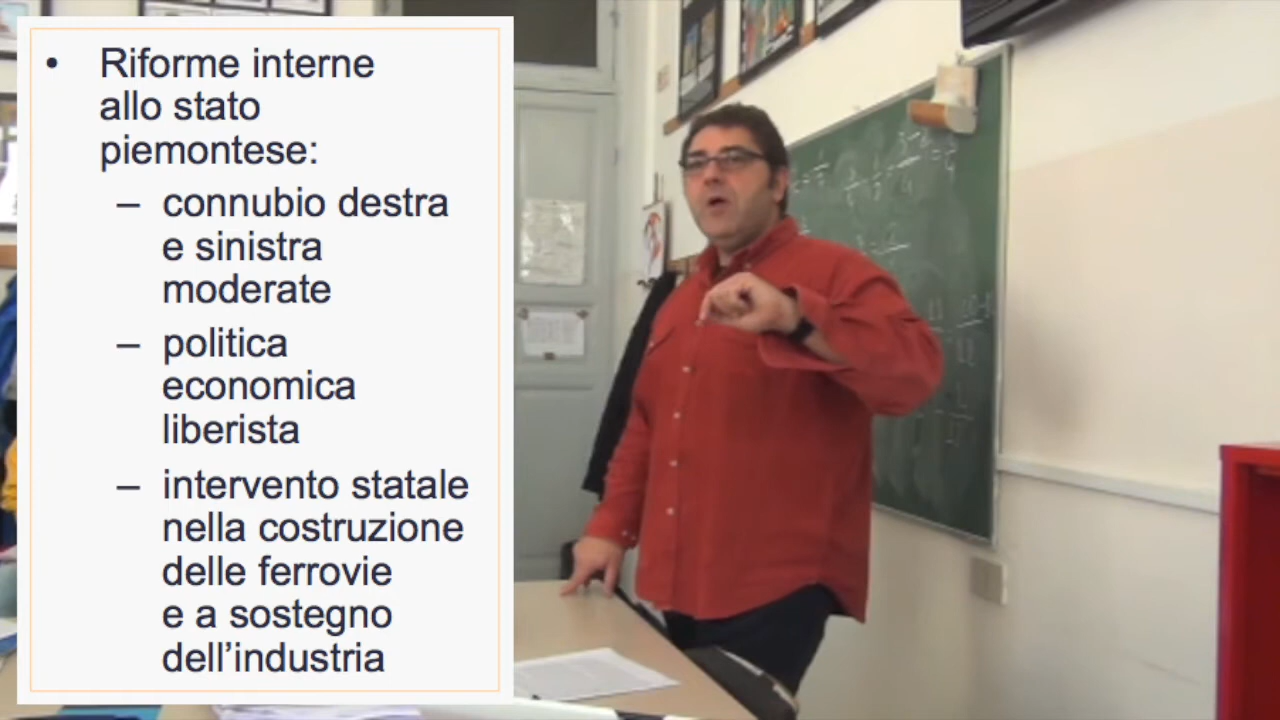 • Riforme interne
allo stato
piemontese:
– connubio destra
e sinistra
moderate
– politica
economica
liberista
– intervento statale
nella costruzione
delle ferrovie
e a sostegno
dell’industria